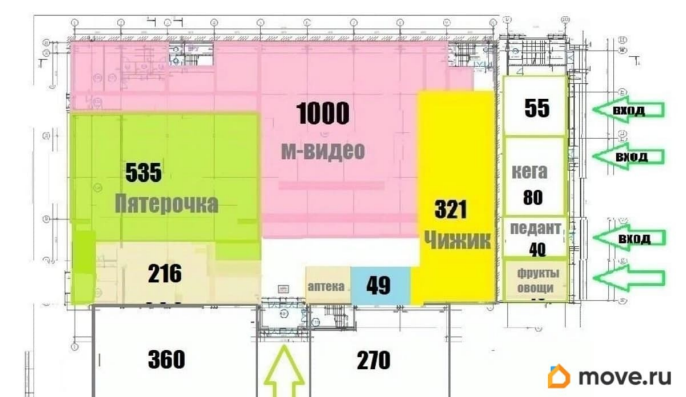 1000
м-видео
535
Пятерочка
321
Чижик
216
аптека
49
360
270
55
кега
80
педант
40
фрукты
овощи
вход
вход
вход
move.ru